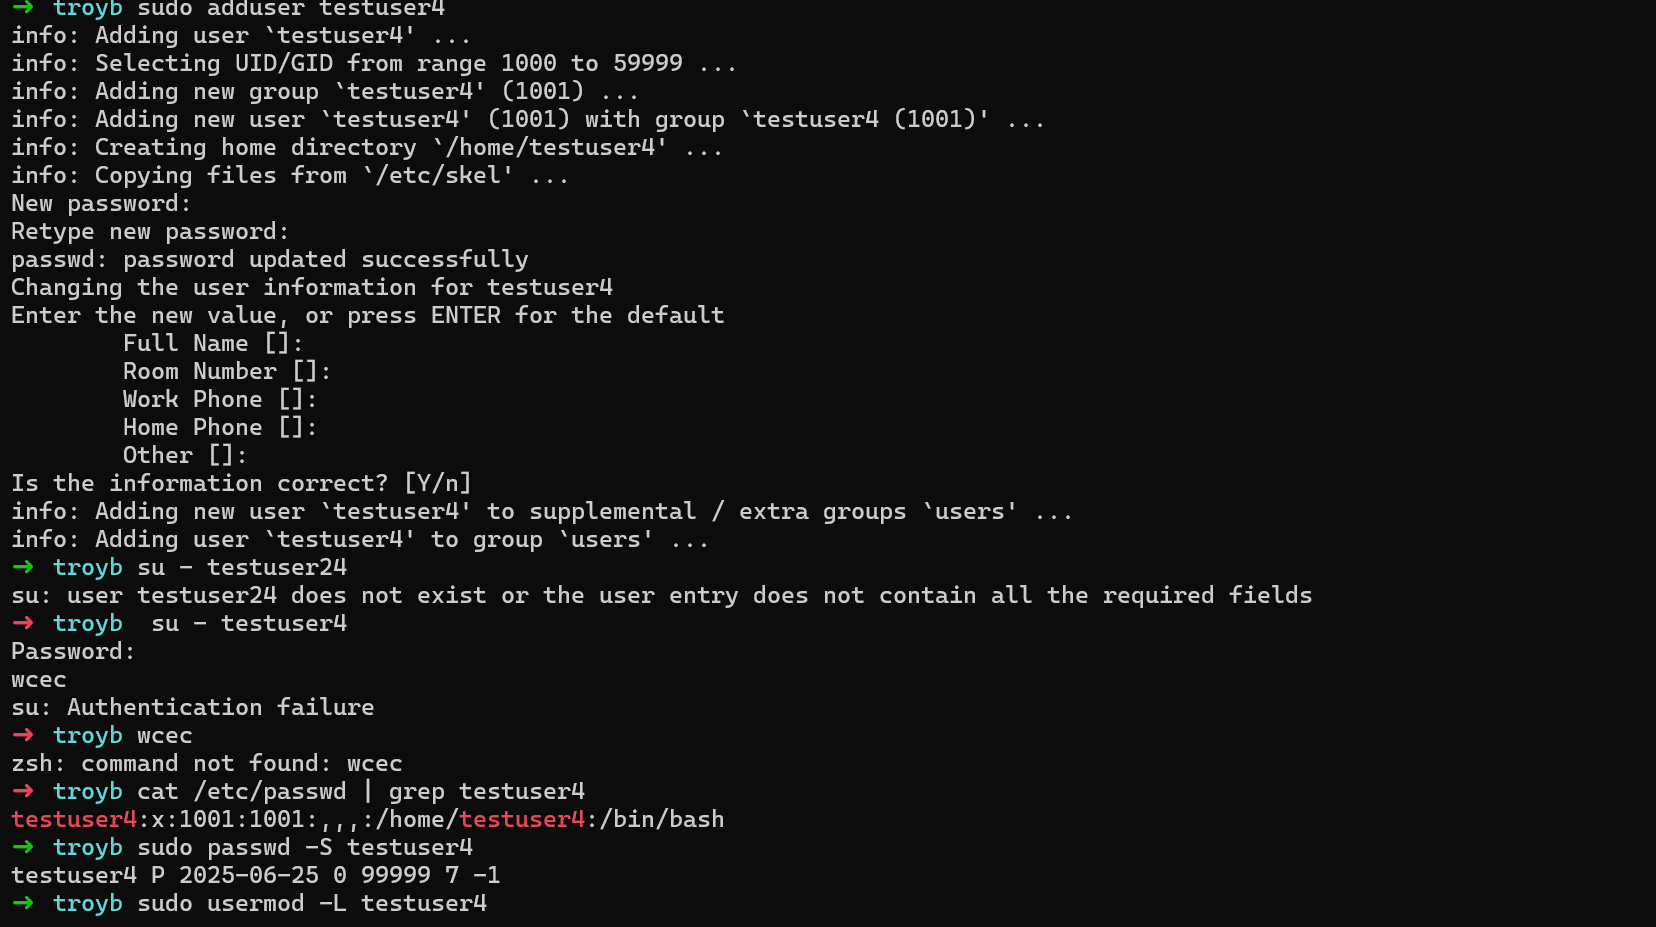 → troyb sudo adduser testuser4
info: Adding user `testuser4' ...
info: Selecting UID/GID from range 1000 to 59999 ...
info: Adding new group `testuser4' (1001) ...
info: Adding new user `testuser4' (1001) with group `testuser4 (1001)' ...
info: Creating home directory `/home/testuser4' ...
info: Copying files from `/etc/skel' ...
New password:
Retype new password:
passwd: password updated successfully
Changing the user information for testuser4
Enter the new value, or press ENTER for the default
        Full Name []:
        Room Number []:
        Work Phone []:
        Home Phone []:
        Other []:
Is the information correct? [Y/n]
info: Adding new user `testuser4' to supplemental / extra groups `users' ...
info: Adding user `testuser4' to group `users' ...
→ troyb su - testuser24
su: user testuser24 does not exist or the user entry does not contain all the required fields
→ troyb  su - testuser4
Password:
wcec
su: Authentication failure
→ troyb wcec
zsh: command not found: wcec
→ troyb cat /etc/passwd | grep testuser4
testuser4:x:1001:1001:,,,:/home/testuser4:/bin/bash
→ troyb sudo passwd -S testuser4
testuser4 P 2025-06-25 0 99999 7 -1
→ troyb sudo usermod -L testuser4